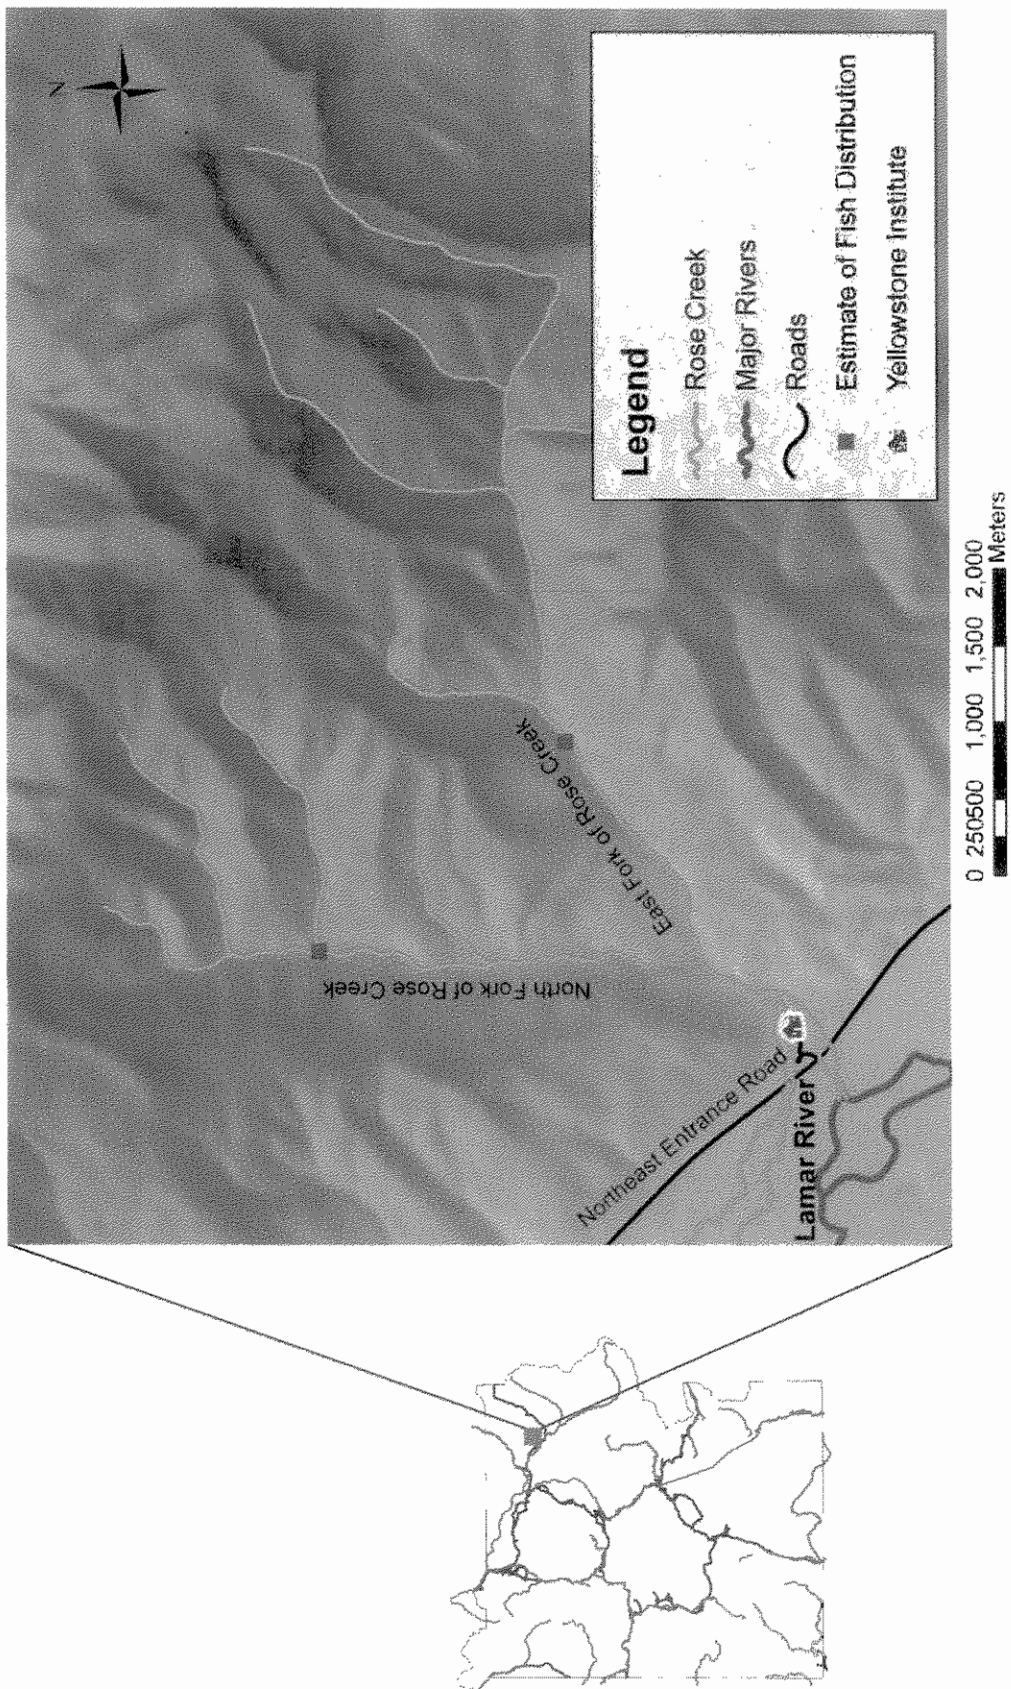 N
North Fork of Rose Creek
East Fork of Rose Creek
Northeast Entrance Road
Lamar River
Legend
Rose Creek
Major Rivers
Roads
Estimate of Fish Distribution
Yellowstone Institute
0 250500 1,000 1,500 2,000
Meters